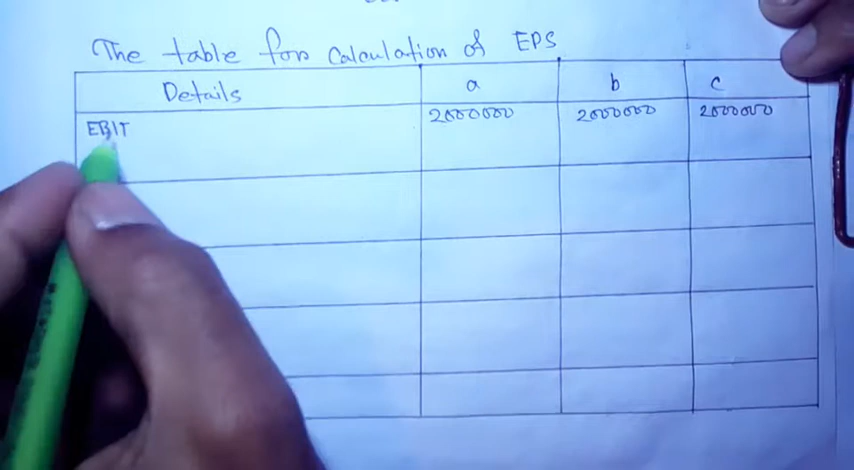 The table for Calculation of EPS
Details a b c
EBIT 2000000 2000000 2000000